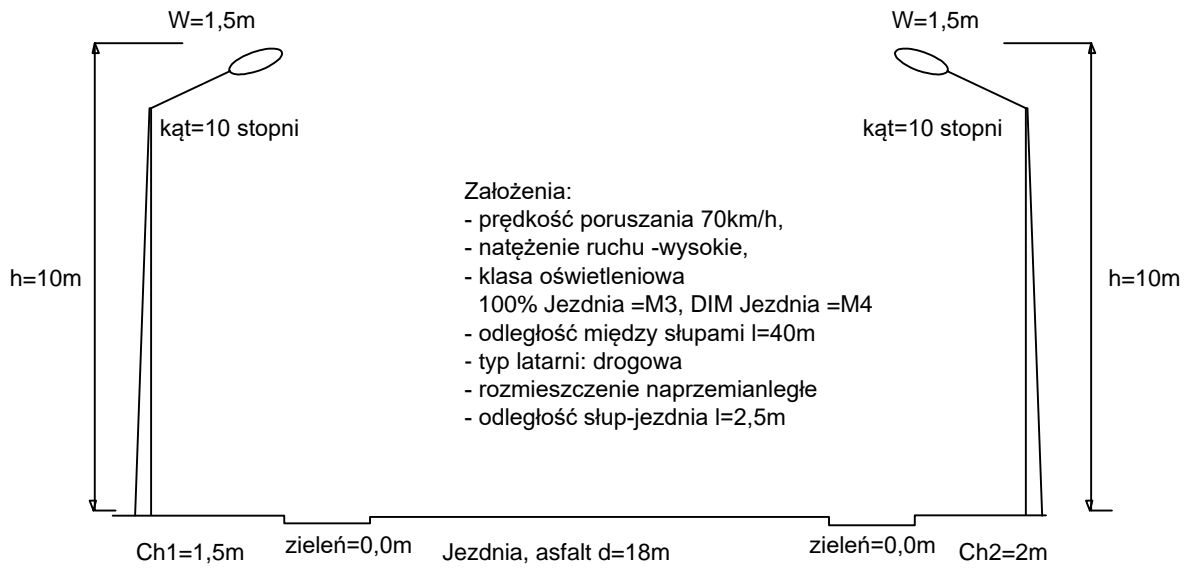 W=1,5m
W=1,5m
kąt=10 stopni
kąt=10 stopni
Założenia:
- prędkość poruszania 70km/h,
- natężenie ruchu -wysokie,
- klasa oświetleniowa
100% Jezdnia =M3, DIM Jezdnia =M4
- odległość między słupami l=40m
- typ latarni: drogowa
- rozmieszczenie naprzemianległe
- odległość słup-jezdnia l=2,5m
h=10m
h=10m
Ch1=1,5m
zieleń=0,0m
Jezdnia, asfalt d=18m
zieleń=0,0m
Ch2=2m